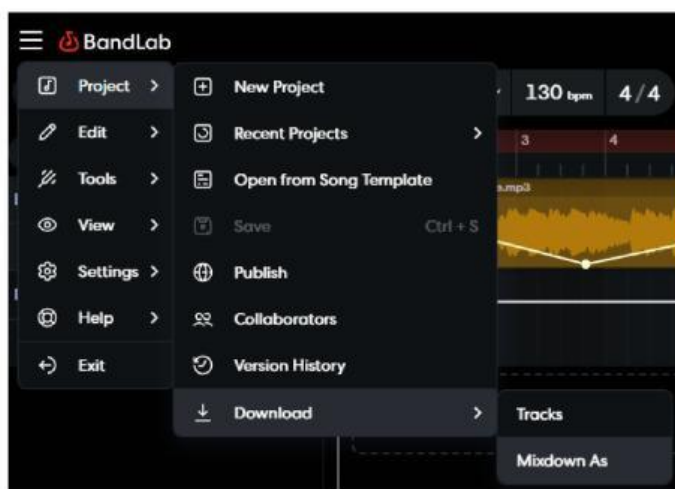 BandLab
Project
Edit
Tools
View
Settings
Help
Exit
New Project
Recent Projects
Open from Song Template
Save Ctrl + S
Publish
Collaborators
Version History
Download
Tracks
Mixdown As
130 bpm 4/4
3 4
.mp3